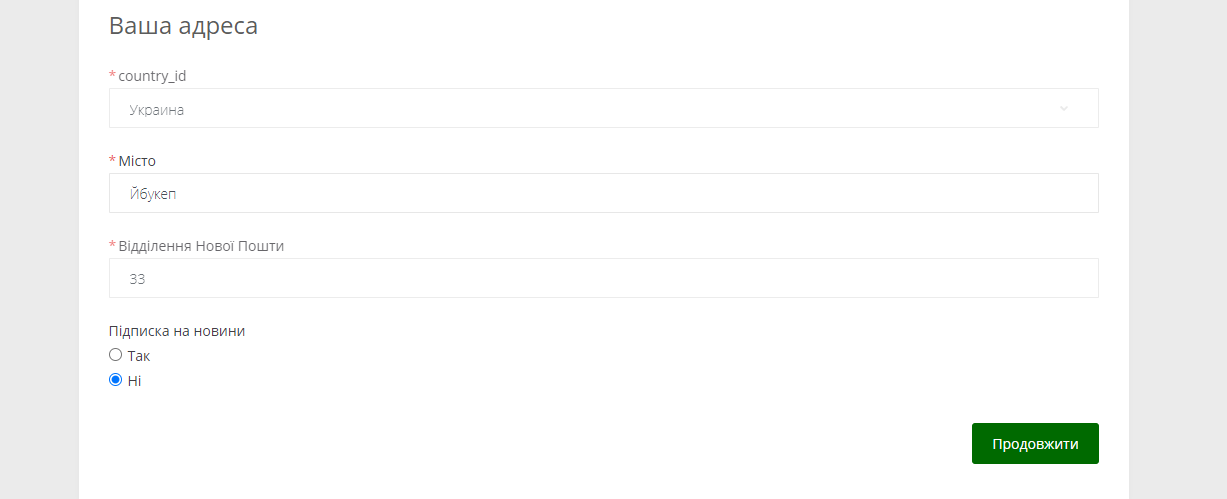 Ваша адреса
* country_id
Украина
* Місто
Йбукеп
* Відділення Нової Пошти
33
Підписка на новини
Так
Ні
Продовжити